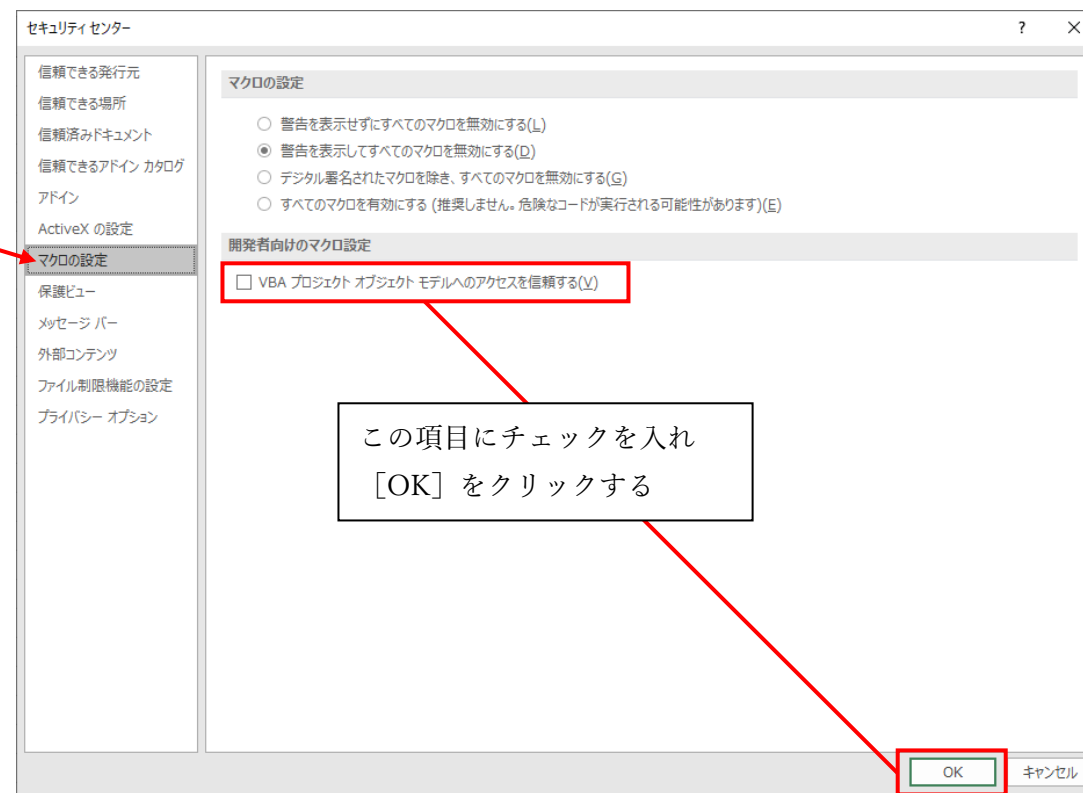 セキュリティ センター
?
信頼できる発行元
信頼できる場所
信頼済みドキュメント
信頼できるアドイン カタログ
アドイン
ActiveX の設定
マクロの設定
保護ビュー
メッセージ バー
外部コンテンツ
ファイル制限機能の設定
プライバシー オプション
マクロの設定
警告を表示せずにすべてのマクロを無効にする(L)
警告を表示してすべてのマクロを無効にする(D)
デジタル署名されたマクロを除き、すべてのマクロを無効にする(G)
すべてのマクロを有効にする (推奨しません。危険なコードが実行される可能性があります)(E)
開発者向けのマクロ設定
VBA プロジェクト オブジェクト モデルへのアクセスを信頼する(V)
この項目にチェックを入れ
［OK］をクリックする
OK
キャンセル